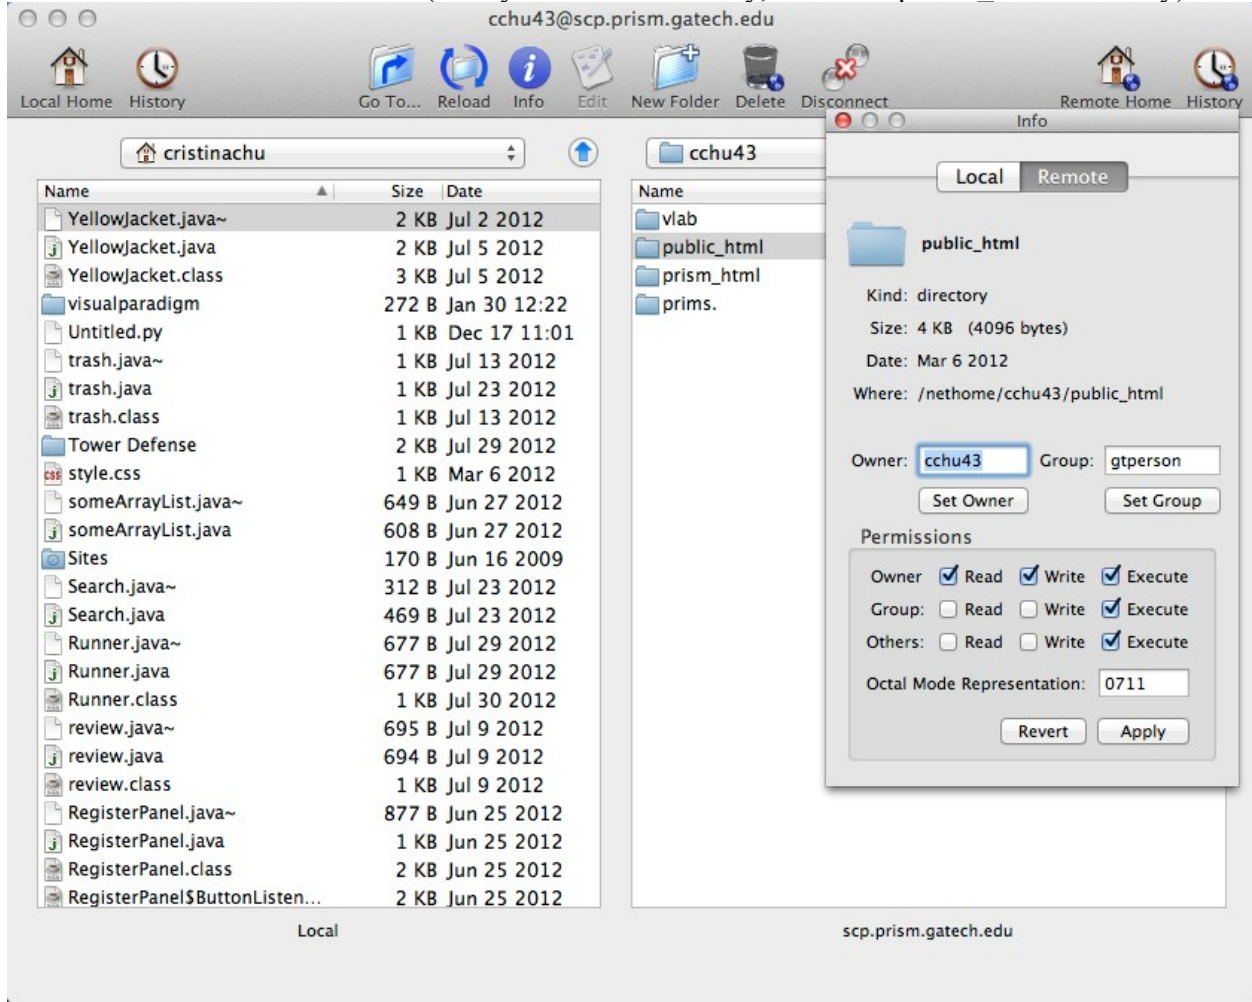 cchu43@scp.prism.gatech.edu
Local Home History Go To... Reload Info Edit New Folder Delete Disconnect Remote Home History
cristinachu
cchu43
Name Size Date
YellowJacket.java~ 2 KB Jul 2 2012
YellowJacket.java 2 KB Jul 5 2012
YellowJacket.class 3 KB Jul 5 2012
visualparadigm 272 B Jan 30 12:22
Untitled.py 1 KB Dec 17 11:01
trash.java~ 1 KB Jul 13 2012
trash.java 1 KB Jul 23 2012
trash.class 1 KB Jul 13 2012
Tower Defense 2 KB Jul 29 2012
style.css 1 KB Mar 6 2012
someArrayList.java~ 649 B Jun 27 2012
someArrayList.java 608 B Jun 27 2012
Sites 170 B Jun 16 2009
Search.java~ 312 B Jul 23 2012
Search.java 469 B Jul 23 2012
Runner.java~ 677 B Jul 29 2012
Runner.java 677 B Jul 29 2012
Runner.class 1 KB Jul 30 2012
review.java~ 695 B Jul 9 2012
review.java 694 B Jul 9 2012
review.class 1 KB Jul 9 2012
RegisterPanel.java~ 877 B Jun 25 2012
RegisterPanel.java 1 KB Jun 25 2012
RegisterPanel.class 2 KB Jun 25 2012
RegisterPanel$ButtonListen... 2 KB Jun 25 2012
Local
Name
vlab
public_html
prism_html
prims.
scp.prism.gatech.edu
Info
Local Remote
public_html
Kind: directory
Size: 4 KB (4096 bytes)
Date: Mar 6 2012
Where: /nethome/cchu43/public_html
Owner: cchu43 Group: gtperson
Set Owner Set Group
Permissions
Owner Read Write Execute
Group: Read Write Execute
Others: Read Write Execute
Octal Mode Representation: 0711
Revert Apply